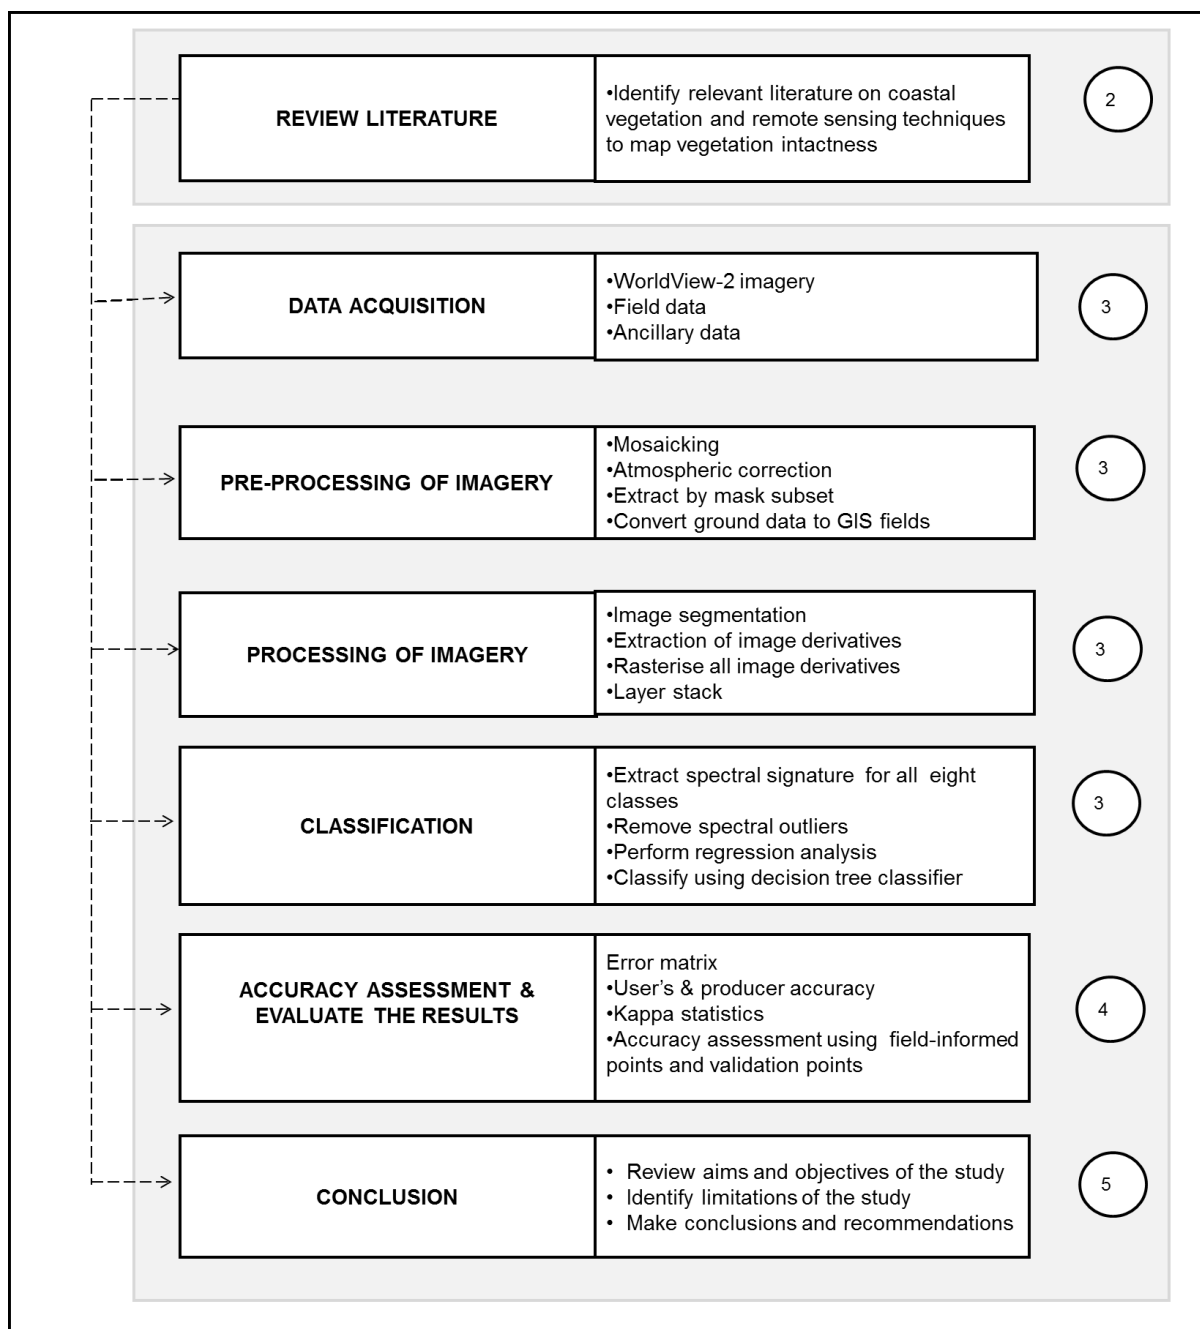 REVIEW LITERATURE
•Identify relevant literature on coastal
vegetation and remote sensing techniques
to map vegetation intactness
2
DATA ACQUISITION
•WorldView-2 imagery
•Field data
•Ancillary data
3
PRE-PROCESSING OF IMAGERY
•Mosaicking
•Atmospheric correction
•Extract by mask subset
•Convert ground data to GIS fields
3
PROCESSING OF IMAGERY
•Image segmentation
•Extraction of image derivatives
•Rasterise all image derivatives
•Layer stack
3
CLASSIFICATION
•Extract spectral signature for all eight
classes
•Remove spectral outliers
•Perform regression analysis
•Classify using decision tree classifier
3
ACCURACY ASSESSMENT &
EVALUATE THE RESULTS
Error matrix
•User's & producer accuracy
•Kappa statistics
•Accuracy assessment using field-informed
points and validation points
4
CONCLUSION
• Review aims and objectives of the study
• Identify limitations of the study
• Make conclusions and recommendations
5